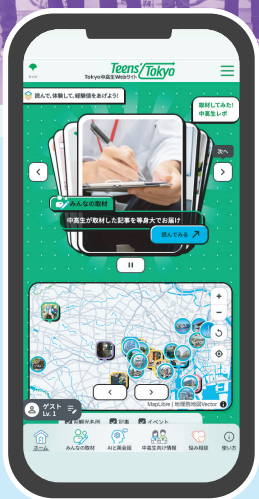 Teens/Tokyo
Tokyo中高生Webサイト
読んで、体験して、経験値をあげよう！
取材してみた！
中高生レポ
次へ
みんなの取材
中高生が取材した記事を等身大でお届け
読んでみる
MapLibre | 地理院地図Vector
ゲスト
Lv. 1
記事
イベント
ホーム
みんなの取材
AIと英会話
中高生向け情報
悩み相談
使い方